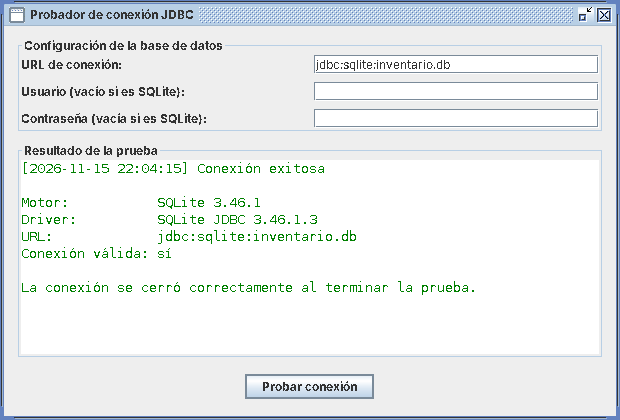 Probador de conexión JDBC
Configuración de la base de datos
URL de conexión: jdbc:sqlite:inventario.db
Usuario (vacío si es SQLite):
Contraseña (vacía si es SQLite):
Resultado de la prueba
[2026-11-15 22:04:15] Conexión exitosa
Motor: SQLite 3.46.1
Driver: SQLite JDBC 3.46.1.3
URL: jdbc:sqlite:inventario.db
Conexión válida: sí
La conexión se cerró correctamente al terminar la prueba.
Probar conexión